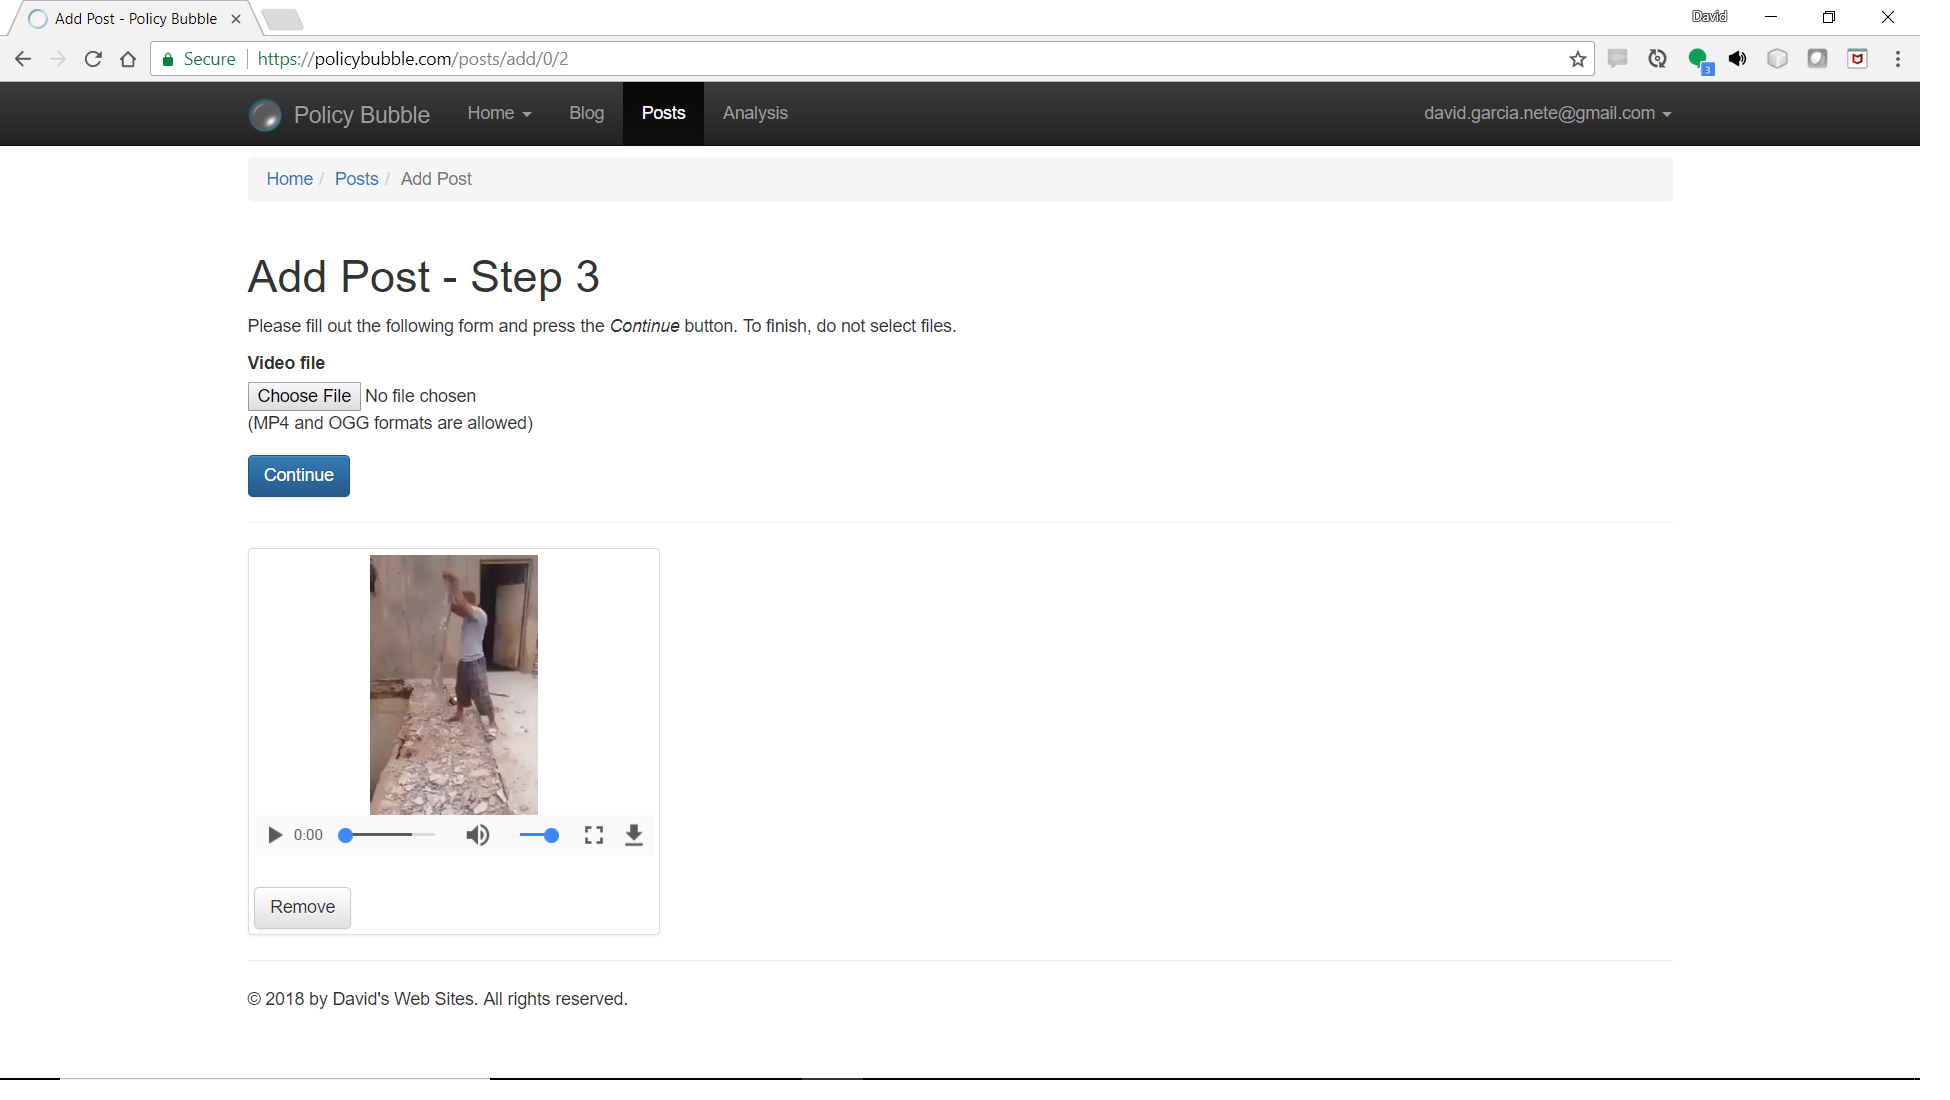 Add Post - Policy Bubble
David
Secure
https://policybubble.com/posts/add/0/2
3
Policy Bubble
Home
Blog
Posts
Analysis
david.garcia.nete@gmail.com
Home / Posts / Add Post
Add Post - Step 3
Please fill out the following form and press the Continue button. To finish, do not select files.
Video file
Choose File No file chosen
(MP4 and OGG formats are allowed)
Continue
0:00
Remove
© 2018 by David's Web Sites. All rights reserved.